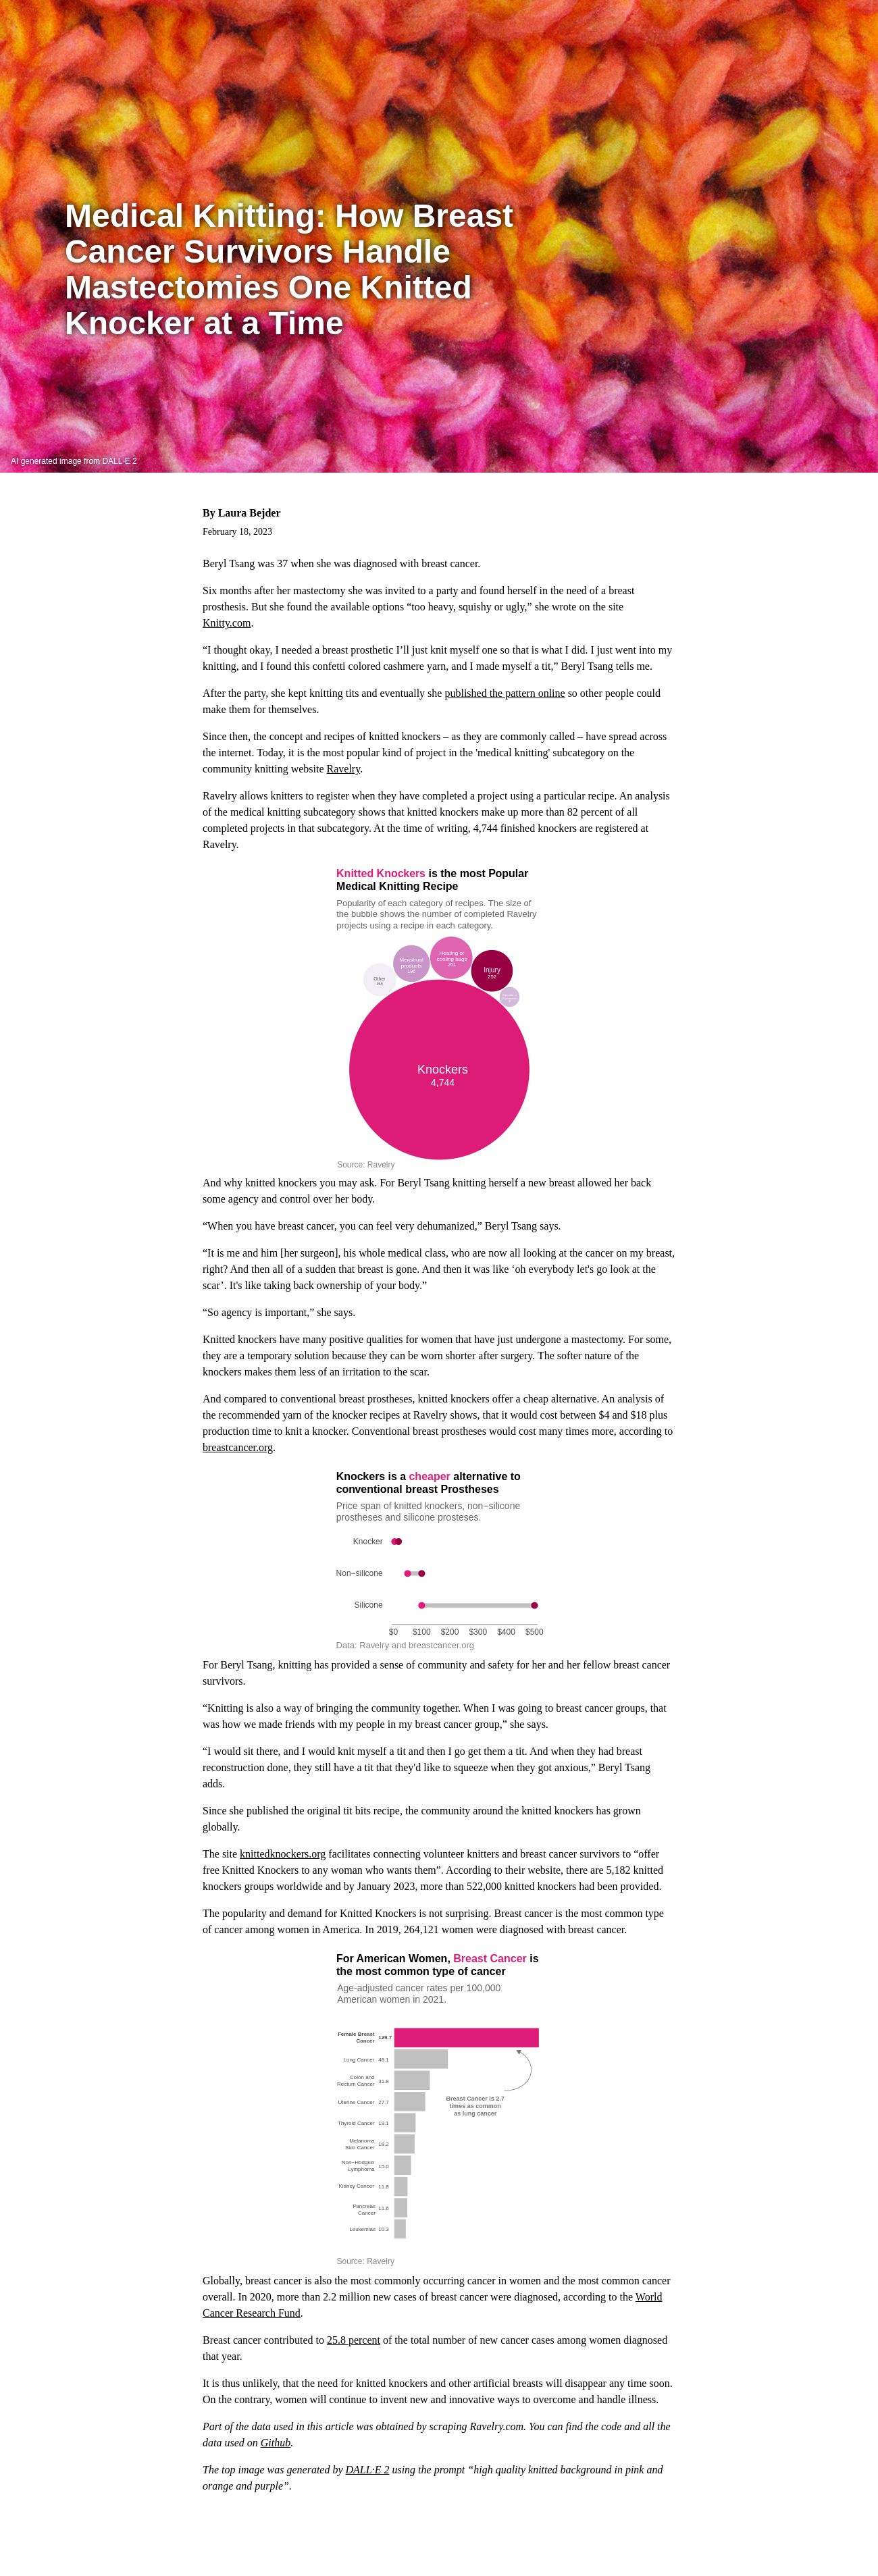 Medical Knitting: How Breast
Cancer Survivors Handle
Mastectomies One Knitted
Knocker at a Time
AI generated image from DALL·E 2
By Laura Bejder
February 18, 2023
Beryl Tsang was 37 when she was diagnosed with breast cancer.
Six months after her mastectomy she was invited to a party and found herself in the need of a breast
prosthesis. But she found the available options “too heavy, squishy or ugly,” she wrote on the site
Knitty.com.
“I thought okay, I needed a breast prosthetic I’ll just knit myself one so that is what I did. I just went into my
knitting, and I found this confetti colored cashmere yarn, and I made myself a tit,” Beryl Tsang tells me.
After the party, she kept knitting tits and eventually she published the pattern online so other people could
make them for themselves.
Since then, the concept and recipes of knitted knockers – as they are commonly called – have spread across
the internet. Today, it is the most popular kind of project in the 'medical knitting' subcategory on the
community knitting website Ravelry.
Ravelry allows knitters to register when they have completed a project using a particular recipe. An analysis
of the medical knitting subcategory shows that knitted knockers make up more than 82 percent of all
completed projects in that subcategory. At the time of writing, 4,744 finished knockers are registered at
Ravelry.
Knitted Knockers is the most Popular
Medical Knitting Recipe
Popularity of each category of recipes. The size of
the bubble shows the number of completed Ravelry
projects using a recipe in each category.
Heating or
cooling bags
Menstrual
products
Injury
252
Other
Knockers
4,744
Source: Ravelry
And why knitted knockers you may ask. For Beryl Tsang knitting herself a new breast allowed her back
some agency and control over her body.
“When you have breast cancer, you can feel very dehumanized,” Beryl Tsang says.
“It is me and him [her surgeon], his whole medical class, who are now all looking at the cancer on my breast,
right? And then all of a sudden that breast is gone. And then it was like ‘oh everybody let's go look at the
scar’. It's like taking back ownership of your body.”
“So agency is important,” she says.
Knitted knockers have many positive qualities for women that have just undergone a mastectomy. For some,
they are a temporary solution because they can be worn shorter after surgery. The softer nature of the
knockers makes them less of an irritation to the scar.
And compared to conventional breast prostheses, knitted knockers offer a cheap alternative. An analysis of
the recommended yarn of the knocker recipes at Ravelry shows, that it would cost between $4 and $18 plus
production time to knit a knocker. Conventional breast prostheses would cost many times more, according to
breastcancer.org.
Knockers is a cheaper alternative to
conventional breast Prostheses
Price span of knitted knockers, non−silicone
prostheses and silicone prosteses.
Knocker
Non−silicone
Silicone
$0 $100 $200 $300 $400 $500
Data: Ravelry and breastcancer.org
For Beryl Tsang, knitting has provided a sense of community and safety for her and her fellow breast cancer
survivors.
“Knitting is also a way of bringing the community together. When I was going to breast cancer groups, that
was how we made friends with my people in my breast cancer group,” she says.
“I would sit there, and I would knit myself a tit and then I go get them a tit. And when they had breast
reconstruction done, they still have a tit that they'd like to squeeze when they got anxious,” Beryl Tsang
adds.
Since she published the original tit bits recipe, the community around the knitted knockers has grown
globally.
The site knittedknockers.org facilitates connecting volunteer knitters and breast cancer survivors to “offer
free Knitted Knockers to any woman who wants them”. According to their website, there are 5,182 knitted
knockers groups worldwide and by January 2023, more than 522,000 knitted knockers had been provided.
The popularity and demand for Knitted Knockers is not surprising. Breast cancer is the most common type
of cancer among women in America. In 2019, 264,121 women were diagnosed with breast cancer.
For American Women, Breast Cancer is
the most common type of cancer
Age-adjusted cancer rates per 100,000
American women in 2021.
Female Breast
Cancer 129.7
Lung Cancer 48.1
Colon and
Rectum Cancer 31.8
Uterine Cancer 27.7
Breast Cancer is 2.7
times as common
as lung cancer
Thyroid Cancer 19.1
Melanoma
Skin Cancer 18.2
Non−Hodgkin
Lymphoma 15.0
Kidney Cancer 11.8
Pancreas
Cancer 11.6
Leukemias 10.3
Source: Ravelry
Globally, breast cancer is also the most commonly occurring cancer in women and the most common cancer
overall. In 2020, more than 2.2 million new cases of breast cancer were diagnosed, according to the World
Cancer Research Fund.
Breast cancer contributed to 25.8 percent of the total number of new cancer cases among women diagnosed
that year.
It is thus unlikely, that the need for knitted knockers and other artificial breasts will disappear any time soon.
On the contrary, women will continue to invent new and innovative ways to overcome and handle illness.
Part of the data used in this article was obtained by scraping Ravelry.com. You can find the code and all the
data used on Github.
The top image was generated by DALL·E 2 using the prompt “high quality knitted background in pink and
orange and purple”.